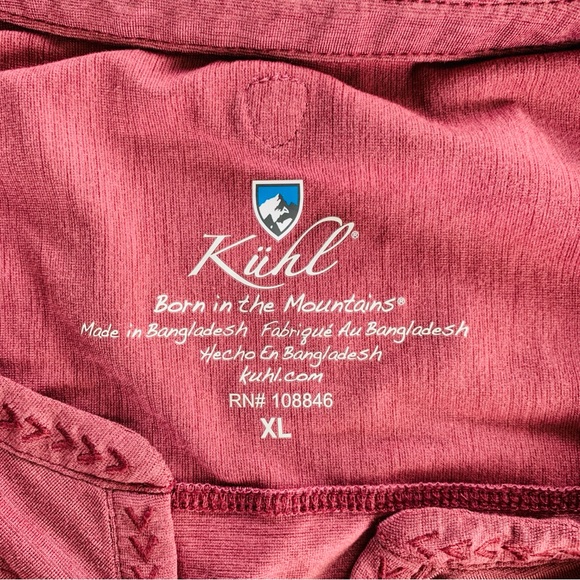 Kühl®
Born in the Mountains®
Made in Bangladesh Fabriqué Au Bangladesh
Hecho En Bangladesh
kuhl.com
RN# 108846
XL